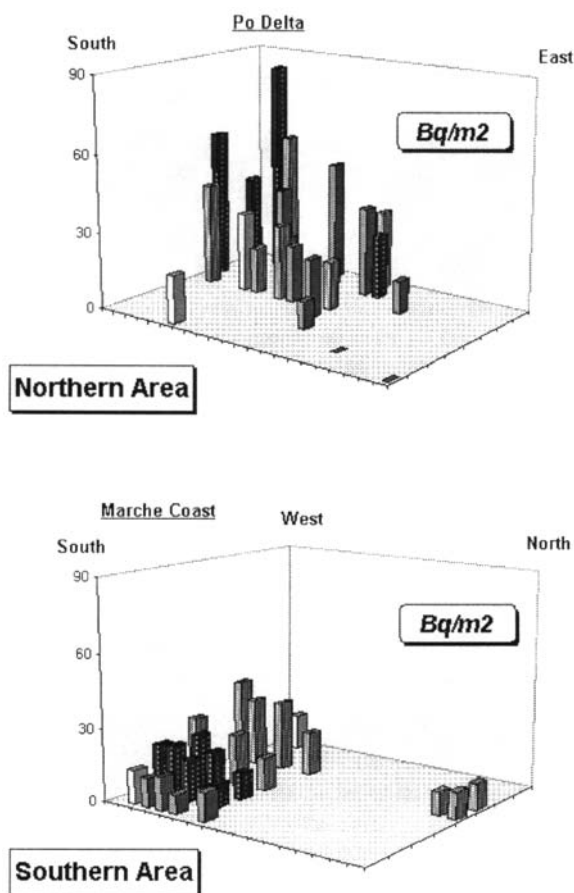 Po Delta
South
East
90
Bq/m2
60
30
0
Northern Area
Marche Coast
West
South
North
90
Bq/m2
60
30
0
Southern Area